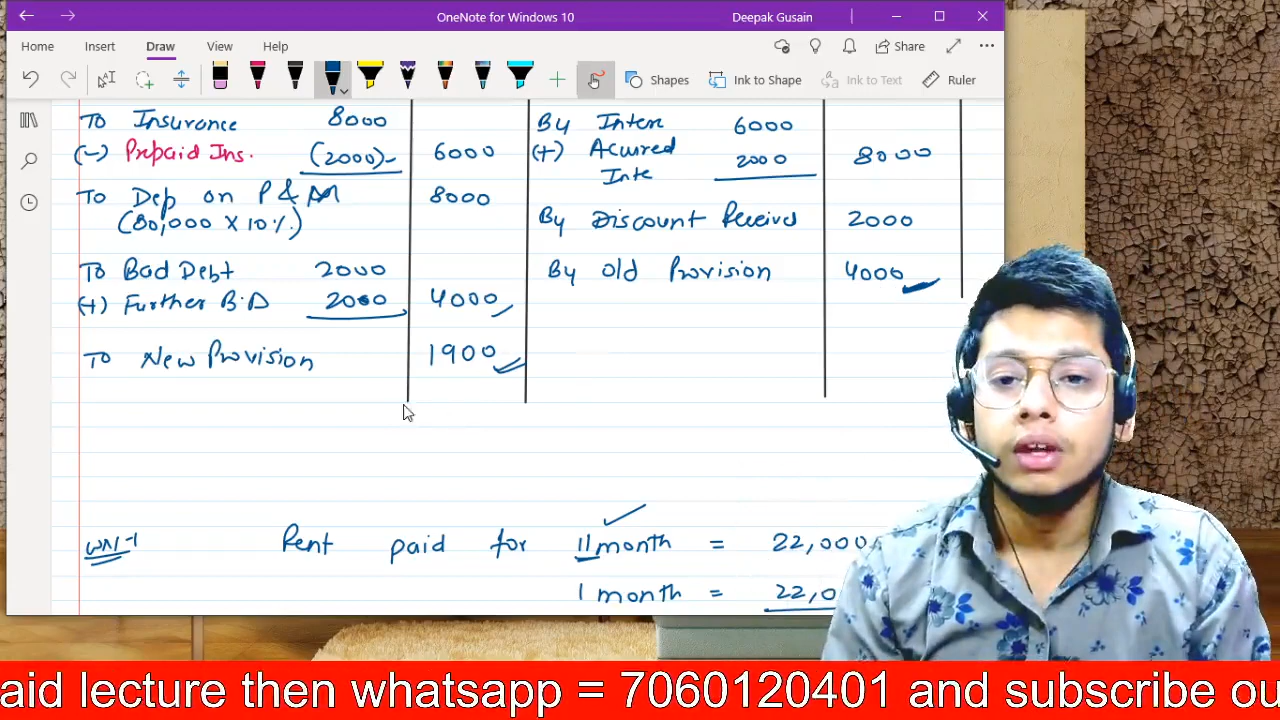 OneNote for Windows 10
Deepak Gusain
Home Insert Draw View Help
Share
Shapes
Ink to Shape
Ink to Text
Ruler
To Insurance 8000
(-) Prepaid Ins. (2000) 6000
To Dep on P & M 8000
(80,000 X 10%)
To Bad Debt 2000
(+) Further B.D 2000 4000
To New Provision 1900
By Inten 6000
(+) Acured 2000 8000
Inte
By Discount Received 2000
By Old Provision 4000
WN-1 Rent paid for 11 month = 22,000
1 month = 22,0
aid lecture then whatsapp = 7060120401 and subscribe ou